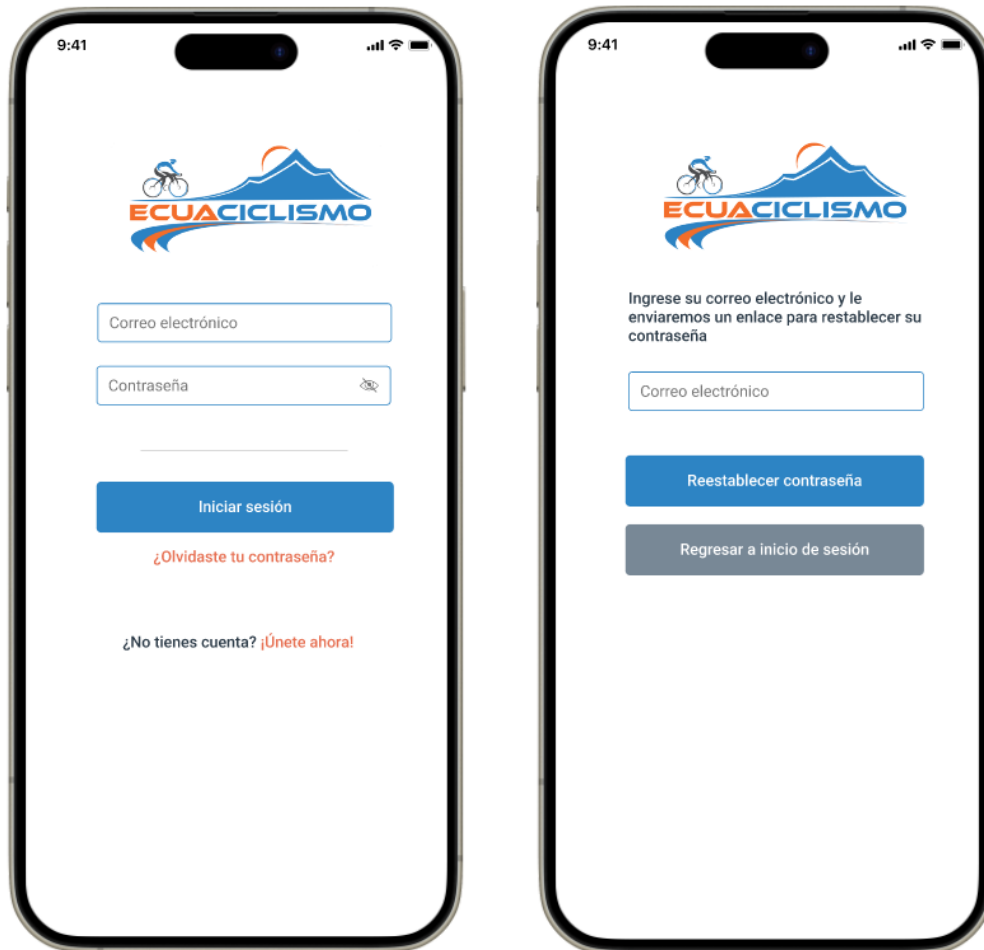 9:41
ECUACICLISMO
Correo electrónico
Contraseña
Iniciar sesión
¿Olvidaste tu contraseña?
¿No tienes cuenta? ¡Únete ahora!
9:41
ECUACICLISMO
Ingrese su correo electrónico y le
enviaremos un enlace para restablecer su
contraseña
Correo electrónico
Reestablecer contraseña
Regresar a inicio de sesión